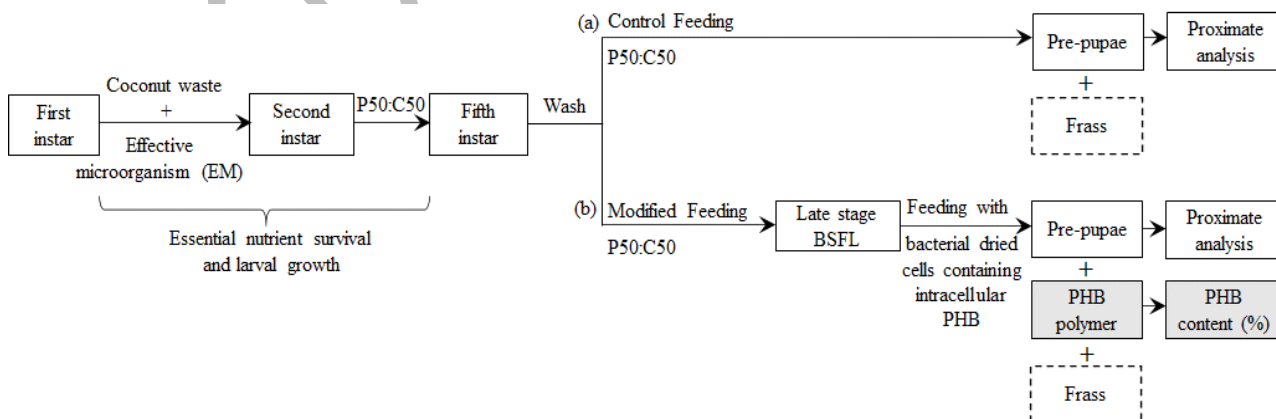 (a) Control Feeding
P50:C50
Pre-pupae
Proximate
analysis
+
Frass
First
instar
Coconut waste
+
Effective
microorganism (EM)
Second
instar
P50:C50
Fifth
instar
Wash
Essential nutrient survival
and larval growth
(b) Modified Feeding
P50:C50
Late stage
BSFL
Feeding with
bacterial dried
cells containing
intracellular
PHB
Pre-pupae
Proximate
analysis
+
PHB
polymer
PHB
content (%)
+
Frass